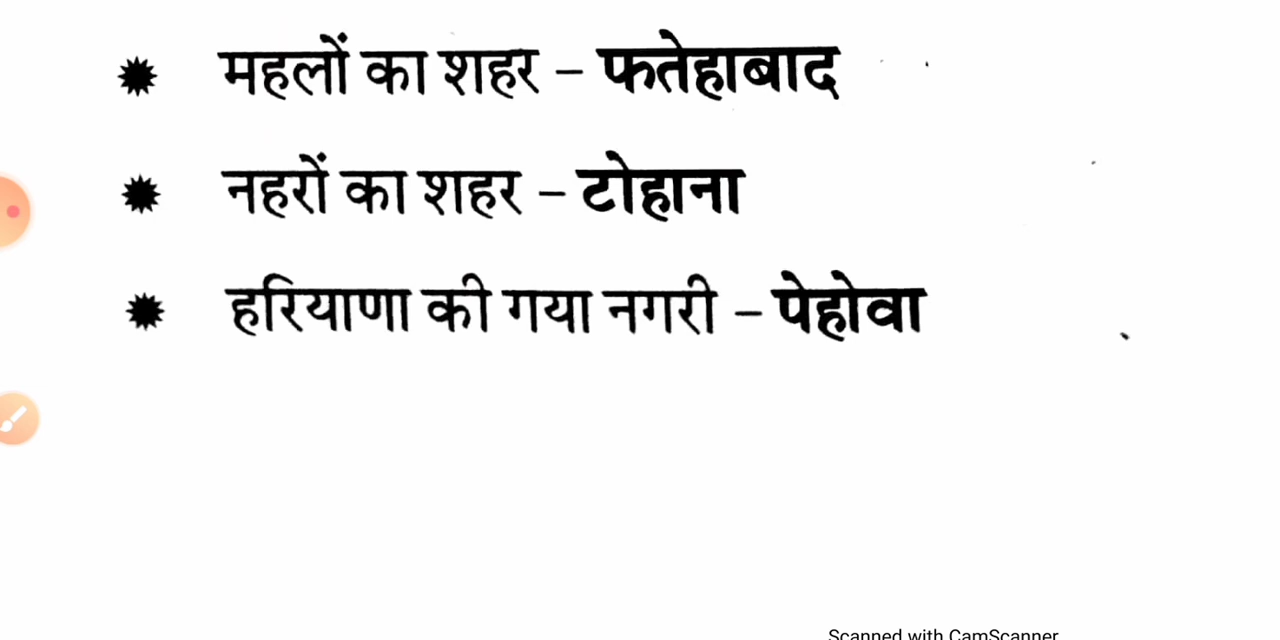 महलों का शहर – फतेहाबाद
नहरों का शहर – टोहाना
हरियाणा की गया नगरी – पेहोवा
Scanned with CamScanner